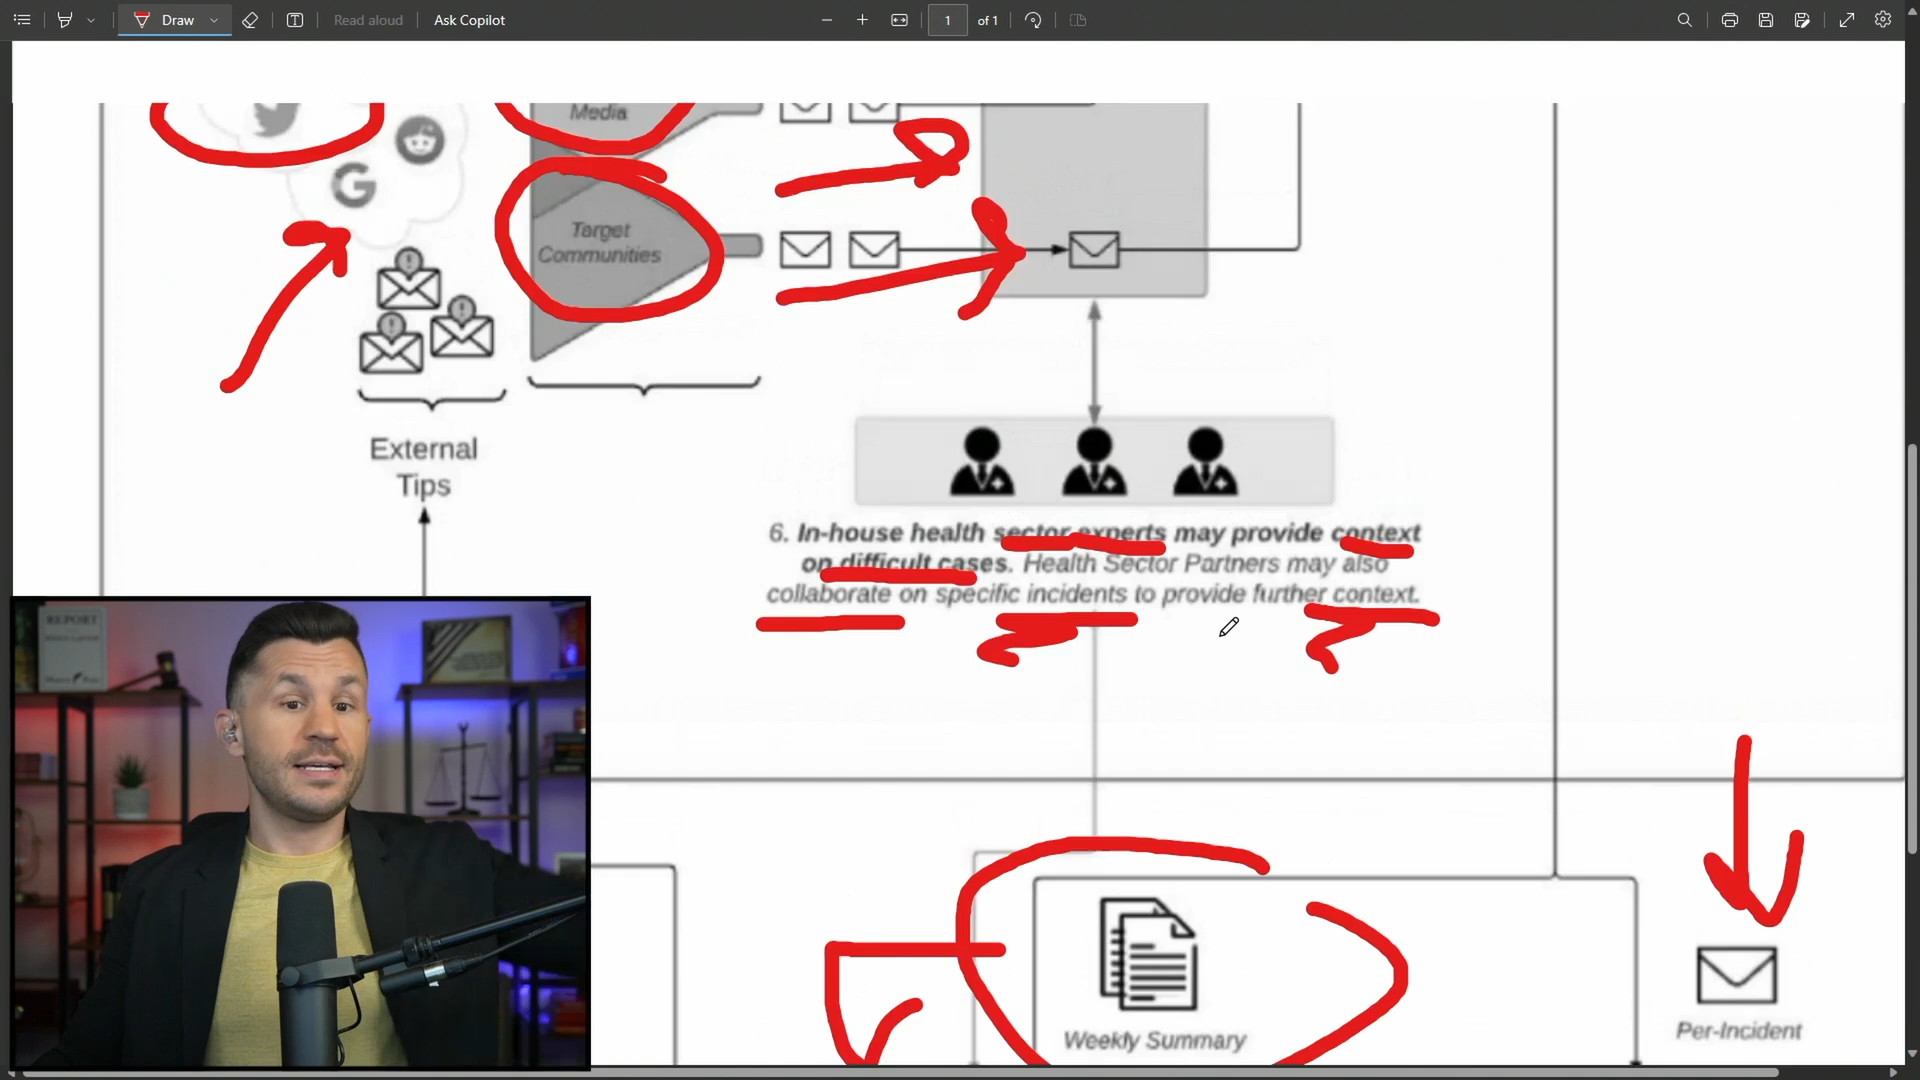 Draw
Read aloud
Ask Copilot
1
of 1
Media
Target
Communities
External
Tips
6. In-house health sector experts may provide context
on difficult cases. Health Sector Partners may also
collaborate on specific incidents to provide further context.
REPORT
Weekly Summary
Per-Incident